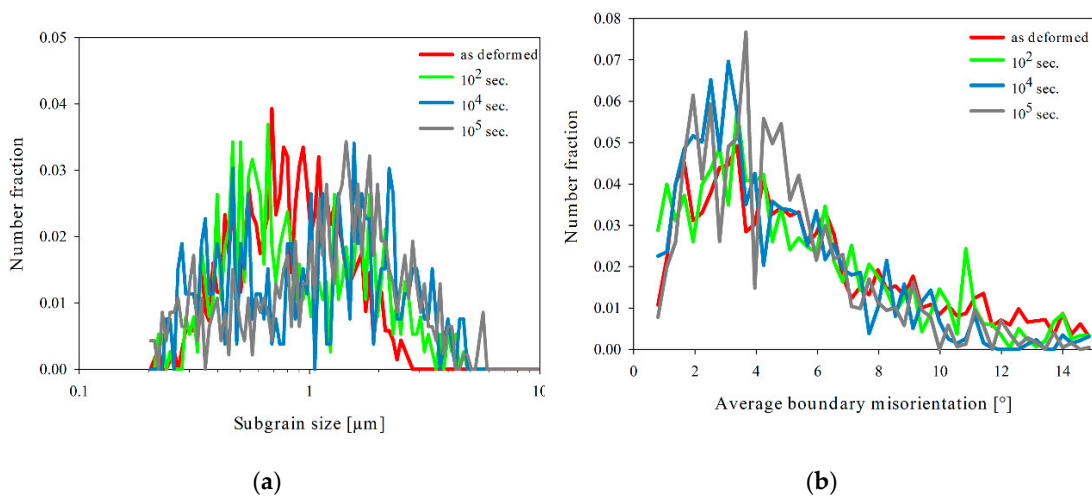 (a)
0.05
0.04
0.03
0.02
0.01
0.00
Number fraction
0.1
1
10
Subgrain size [µm]
as deformed
10² sec.
10⁴ sec.
10⁵ sec.
(b)
0.08
0.07
0.06
0.05
0.04
0.03
0.02
0.01
0.00
Number fraction
0
2
4
6
8
10
12
14
Average boundary misorientation [°]
as deformed
10² sec.
10⁴ sec.
10⁵ sec.
(a)
(b)